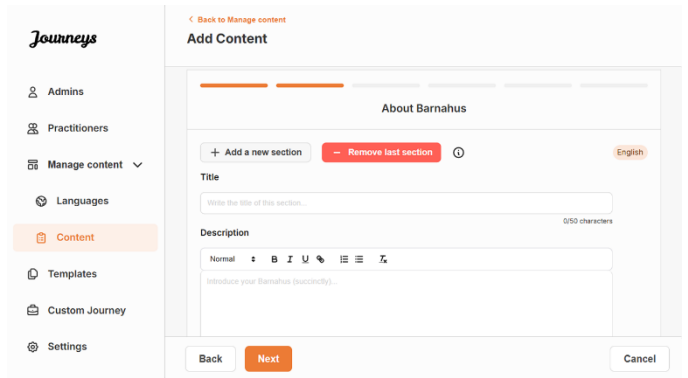 Journeys
Admins
Practitioners
Manage content
Languages
Content
Templates
Custom Journey
Settings
< Back to Manage content
Add Content
About Barnahus
+ Add a new section
− Remove last section
English
Title
Write the title of this section...
0/50 characters
Description
Normal B I U
Introduce your Barnahus (succinctly)...
Back
Next
Cancel